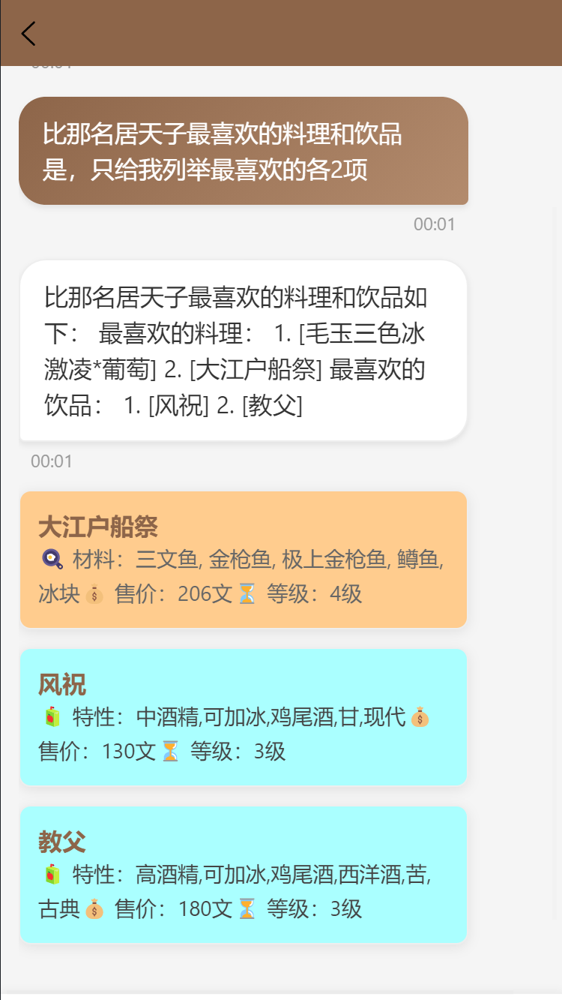 比那名居天子最喜欢的料理和饮品
是，只给我列举最喜欢的各2项
00:01
比那名居天子最喜欢的料理和饮品如
下： 最喜欢的料理： 1. [毛玉三色冰
激凌*葡萄] 2. [大江户船祭] 最喜欢的
饮品： 1. [风祝] 2. [教父]
00:01
大江户船祭
🍳 材料：三文鱼, 金枪鱼, 极上金枪鱼, 鳟鱼,
冰块💰 售价：206文⏳ 等级：4级
风祝
🧃 特性：中酒精,可加冰,鸡尾酒,甘,现代💰
售价：130文⏳ 等级：3级
教父
🧃 特性：高酒精,可加冰,鸡尾酒,西洋酒,苦,
古典💰 售价：180文⏳ 等级：3级